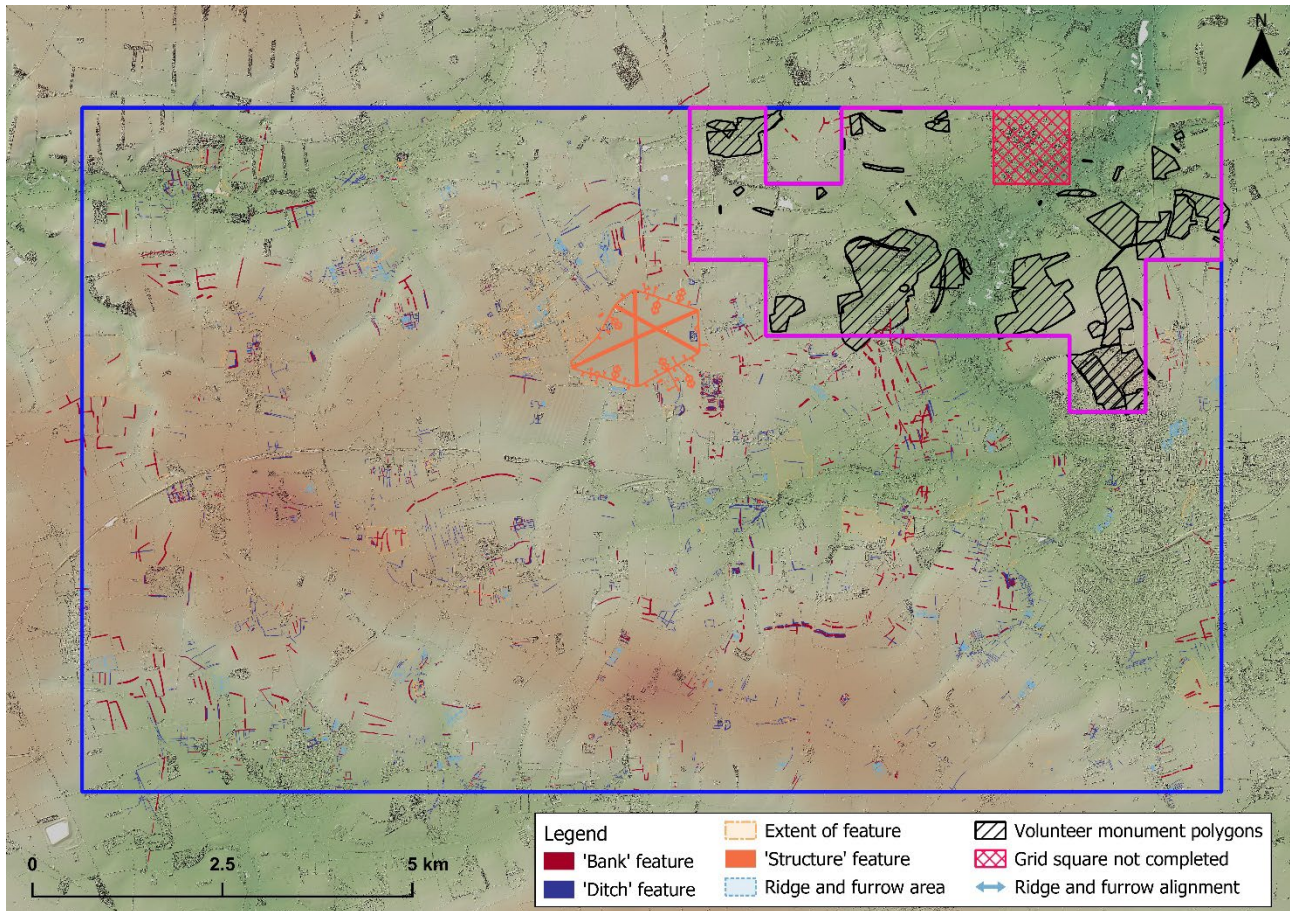 N
Legend
'Bank' feature
'Ditch' feature
Extent of feature
'Structure' feature
Ridge and furrow area
Volunteer monument polygons
Grid square not completed
Ridge and furrow alignment
0 2.5 5 km